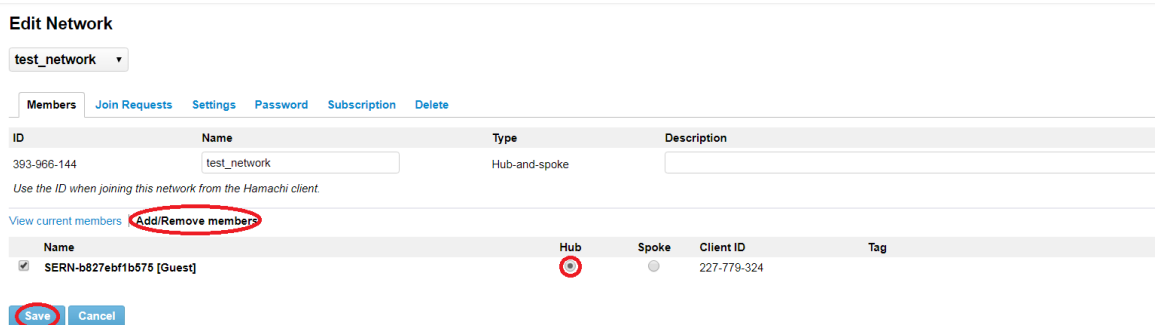 Edit Network
test_network
Members Join Requests Settings Password Subscription Delete
ID Name Type Description
393-966-144 test_network Hub-and-spoke
Use the ID when joining this network from the Hamachi client.
View current members | Add/Remove members
Name Hub Spoke Client ID Tag
SERN-b827ebf1b575 [Guest] 227-779-324
Save Cancel